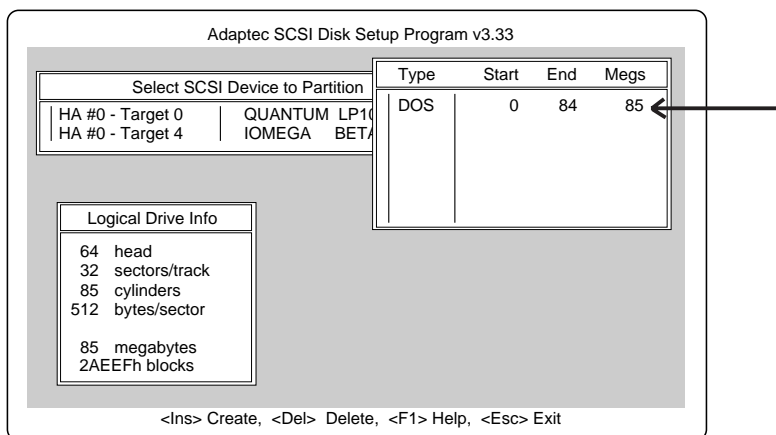 Adaptec SCSI Disk Setup Program v3.33
Select SCSI Device to Partition
HA #0 - Target 0 QUANTUM LP10
HA #0 - Target 4 IOMEGA BETA
Type Start End Megs
DOS 0 84 85
Logical Drive Info
64 head
32 sectors/track
85 cylinders
512 bytes/sector
85 megabytes
2AEEFh blocks
<Ins> Create, <Del> Delete, <F1> Help, <Esc> Exit